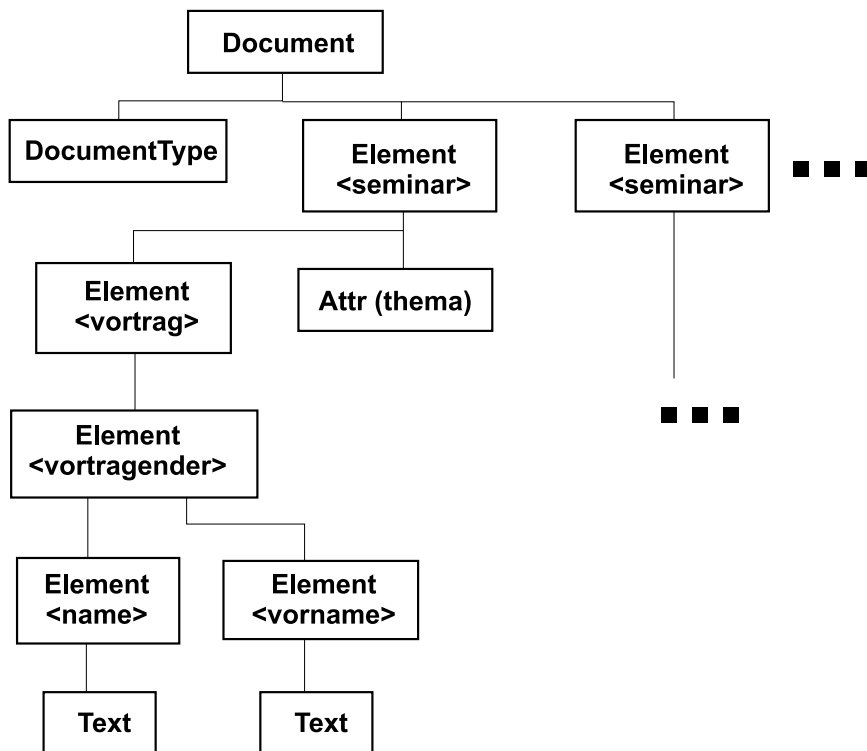 Document
DocumentType
Element
<seminar>
Element
<seminar>
Element
<vortrag>
Attr (thema)
Element
<vortragender>
Element
<name>
Element
<vorname>
Text
Text